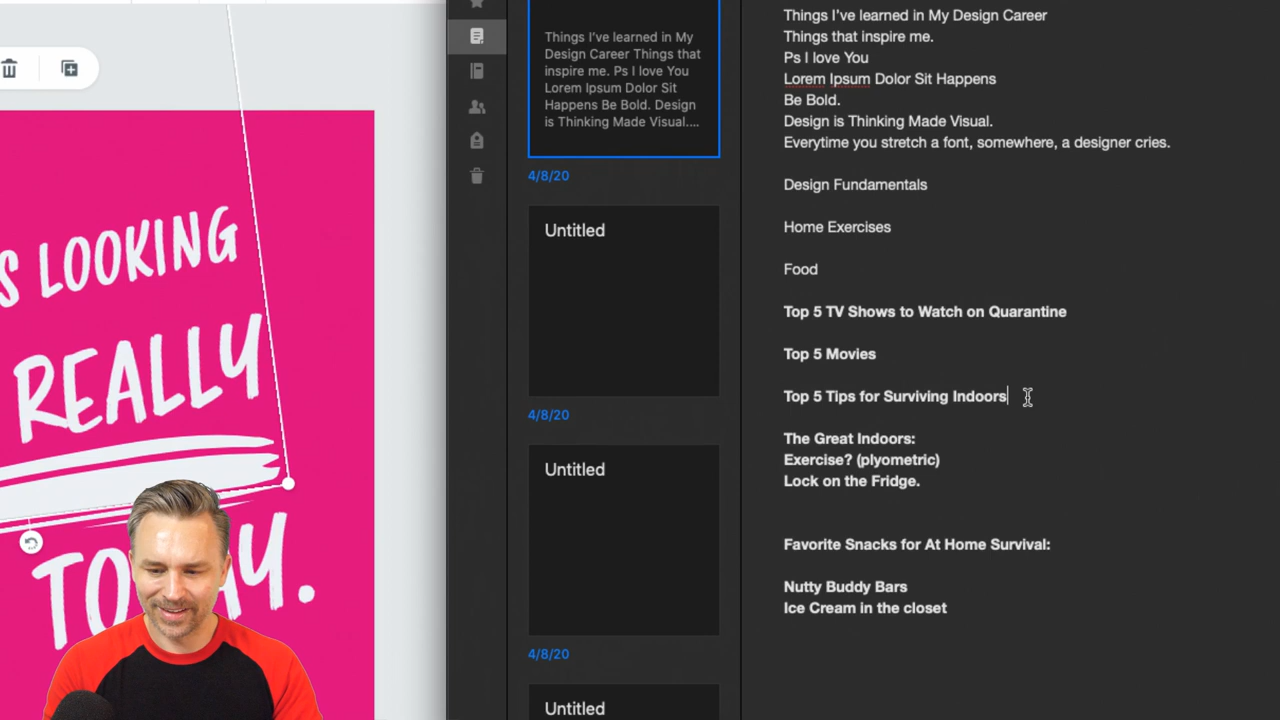 S LOOKING
REALLY
TODAY.
Things I've learned in My
Design Career Things that
inspire me. Ps I love You
Lorem Ipsum Dolor Sit
Happens Be Bold. Design
is Thinking Made Visual....
4/8/20
Untitled
4/8/20
Untitled
4/8/20
Untitled
Things I've learned in My Design Career
Things that inspire me.
Ps I love You
Lorem Ipsum Dolor Sit Happens
Be Bold.
Design is Thinking Made Visual.
Everytime you stretch a font, somewhere, a designer cries.
Design Fundamentals
Home Exercises
Food
Top 5 TV Shows to Watch on Quarantine
Top 5 Movies
Top 5 Tips for Surviving Indoors
The Great Indoors:
Exercise? (plyometric)
Lock on the Fridge.
Favorite Snacks for At Home Survival:
Nutty Buddy Bars
Ice Cream in the closet